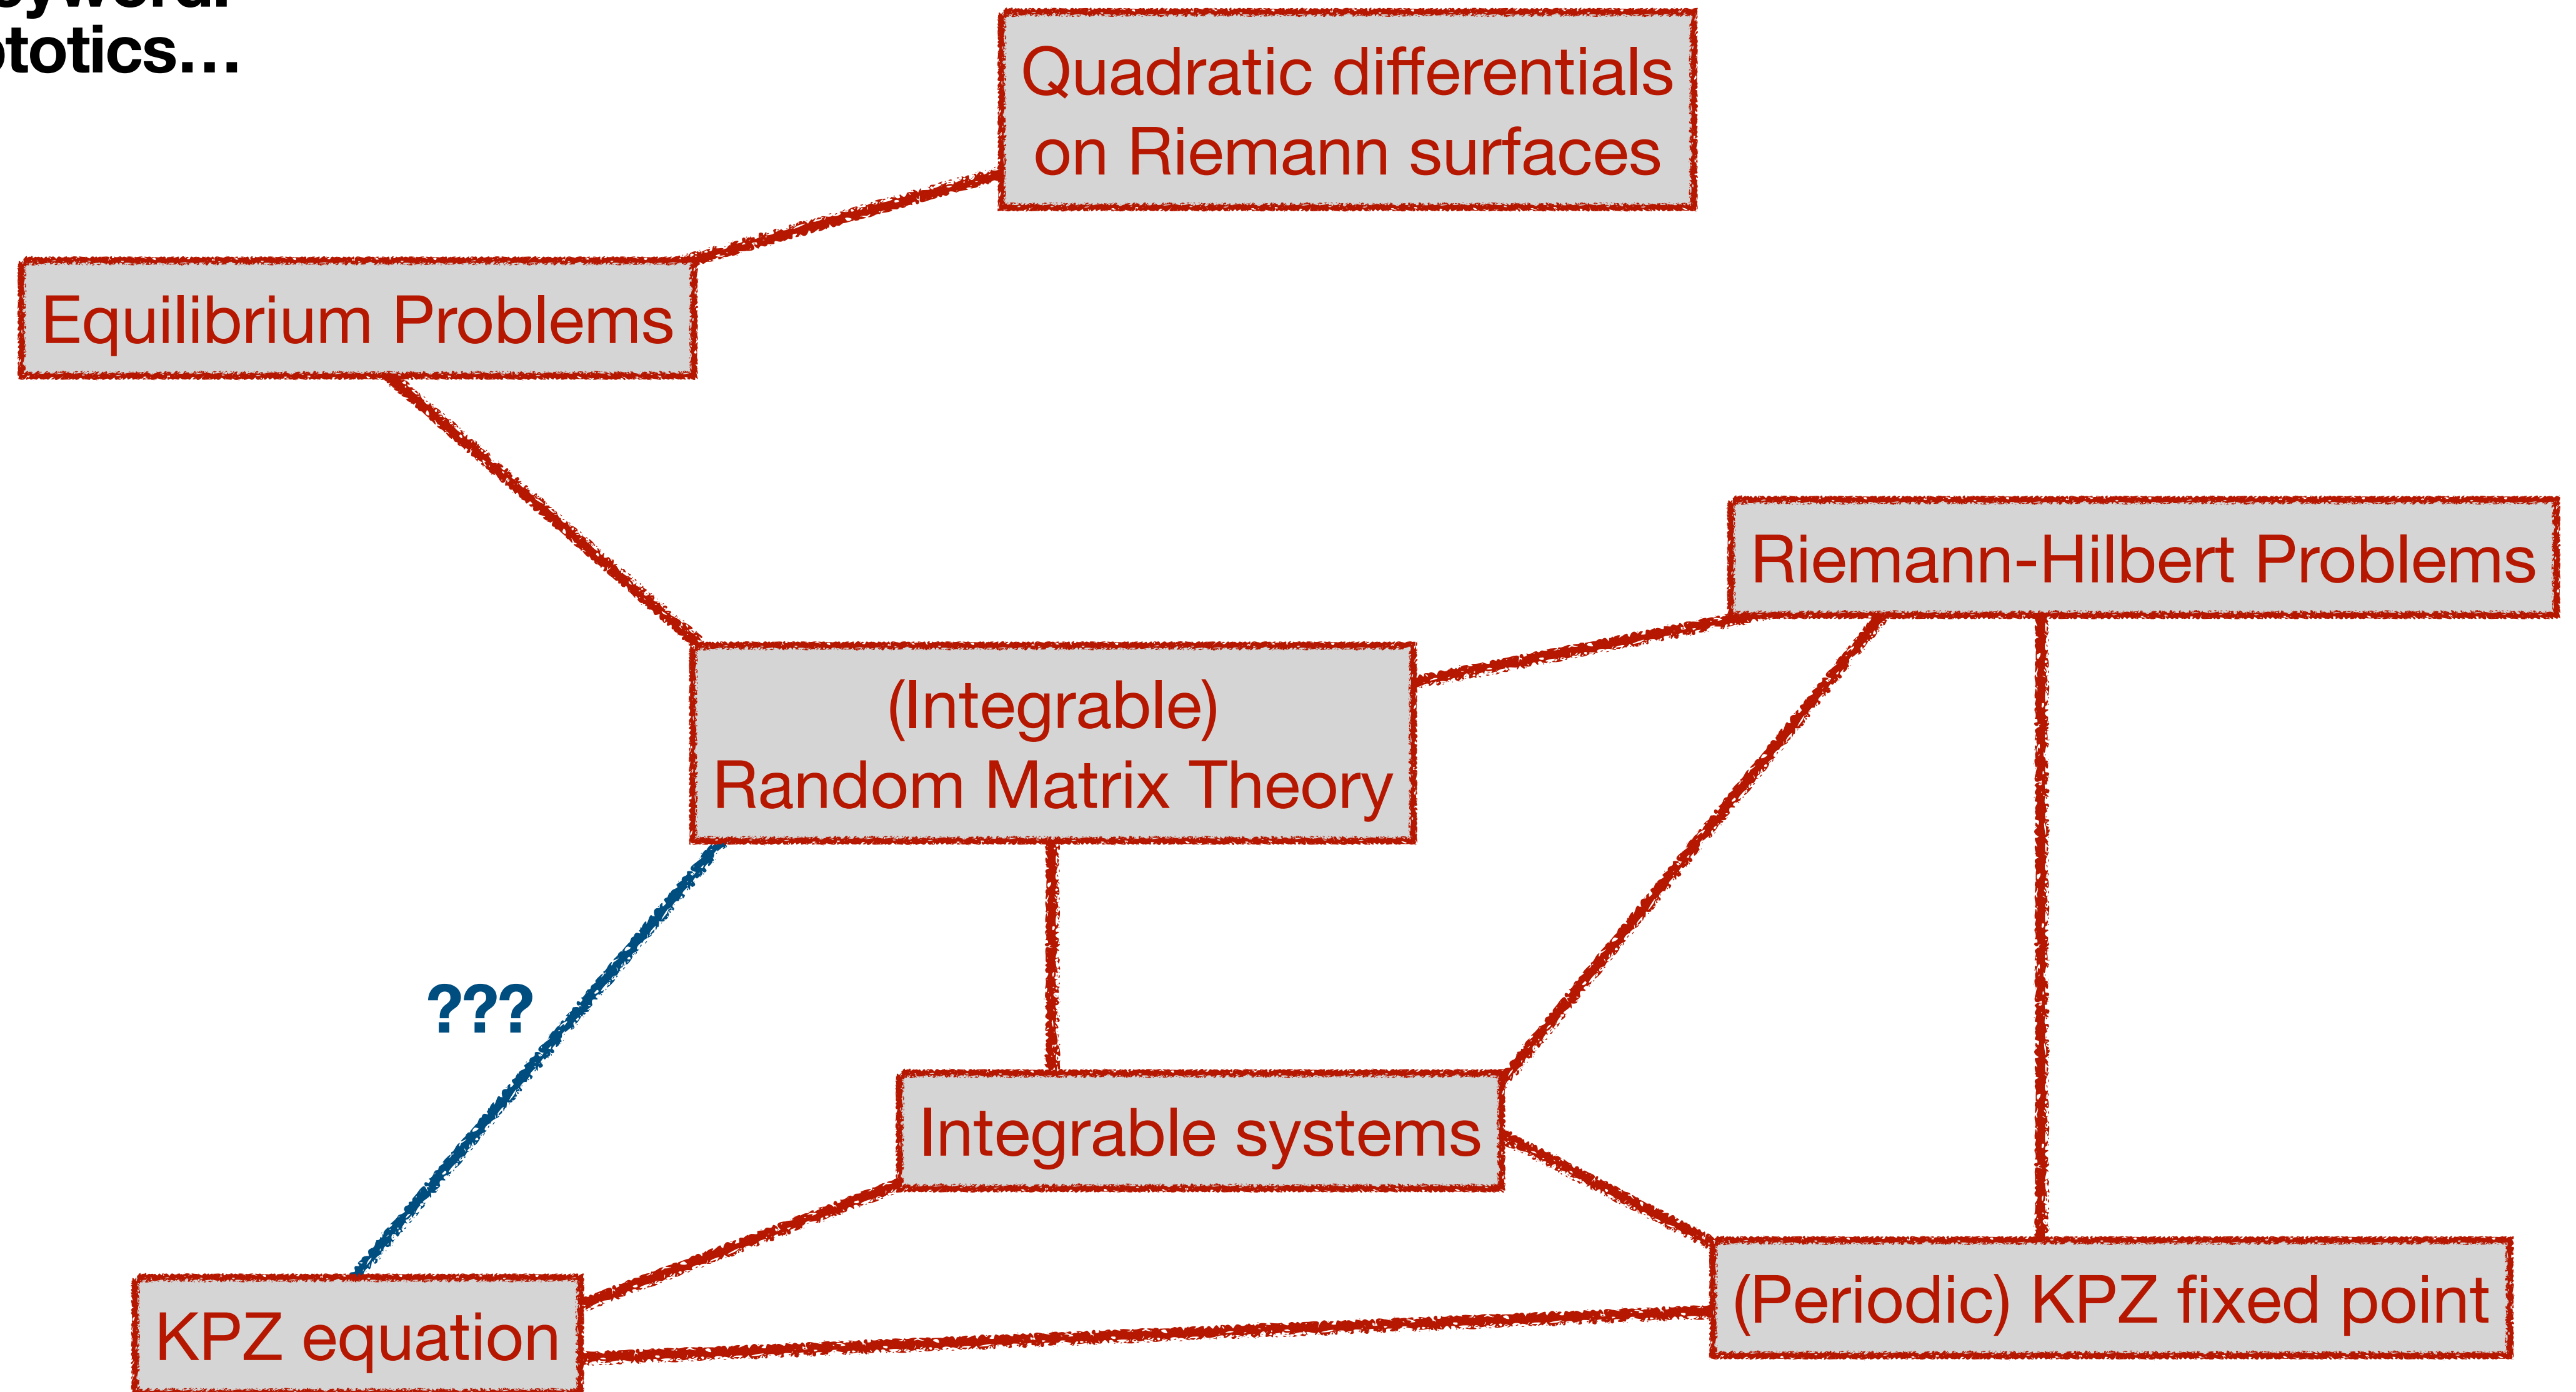 Quadratic differentials
on Riemann surfaces
Equilibrium Problems
Riemann-Hilbert Problems
(Integrable)
Random Matrix Theory
???
Integrable systems
KPZ equation
(Periodic) KPZ fixed point